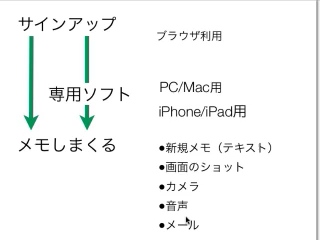 サインアップ
ブラウザ利用
専用ソフト
PC/Mac用
iPhone/iPad用
メモしまくる
●新規メモ（テキスト）
●画面のショット
●カメラ
●音声
●メール